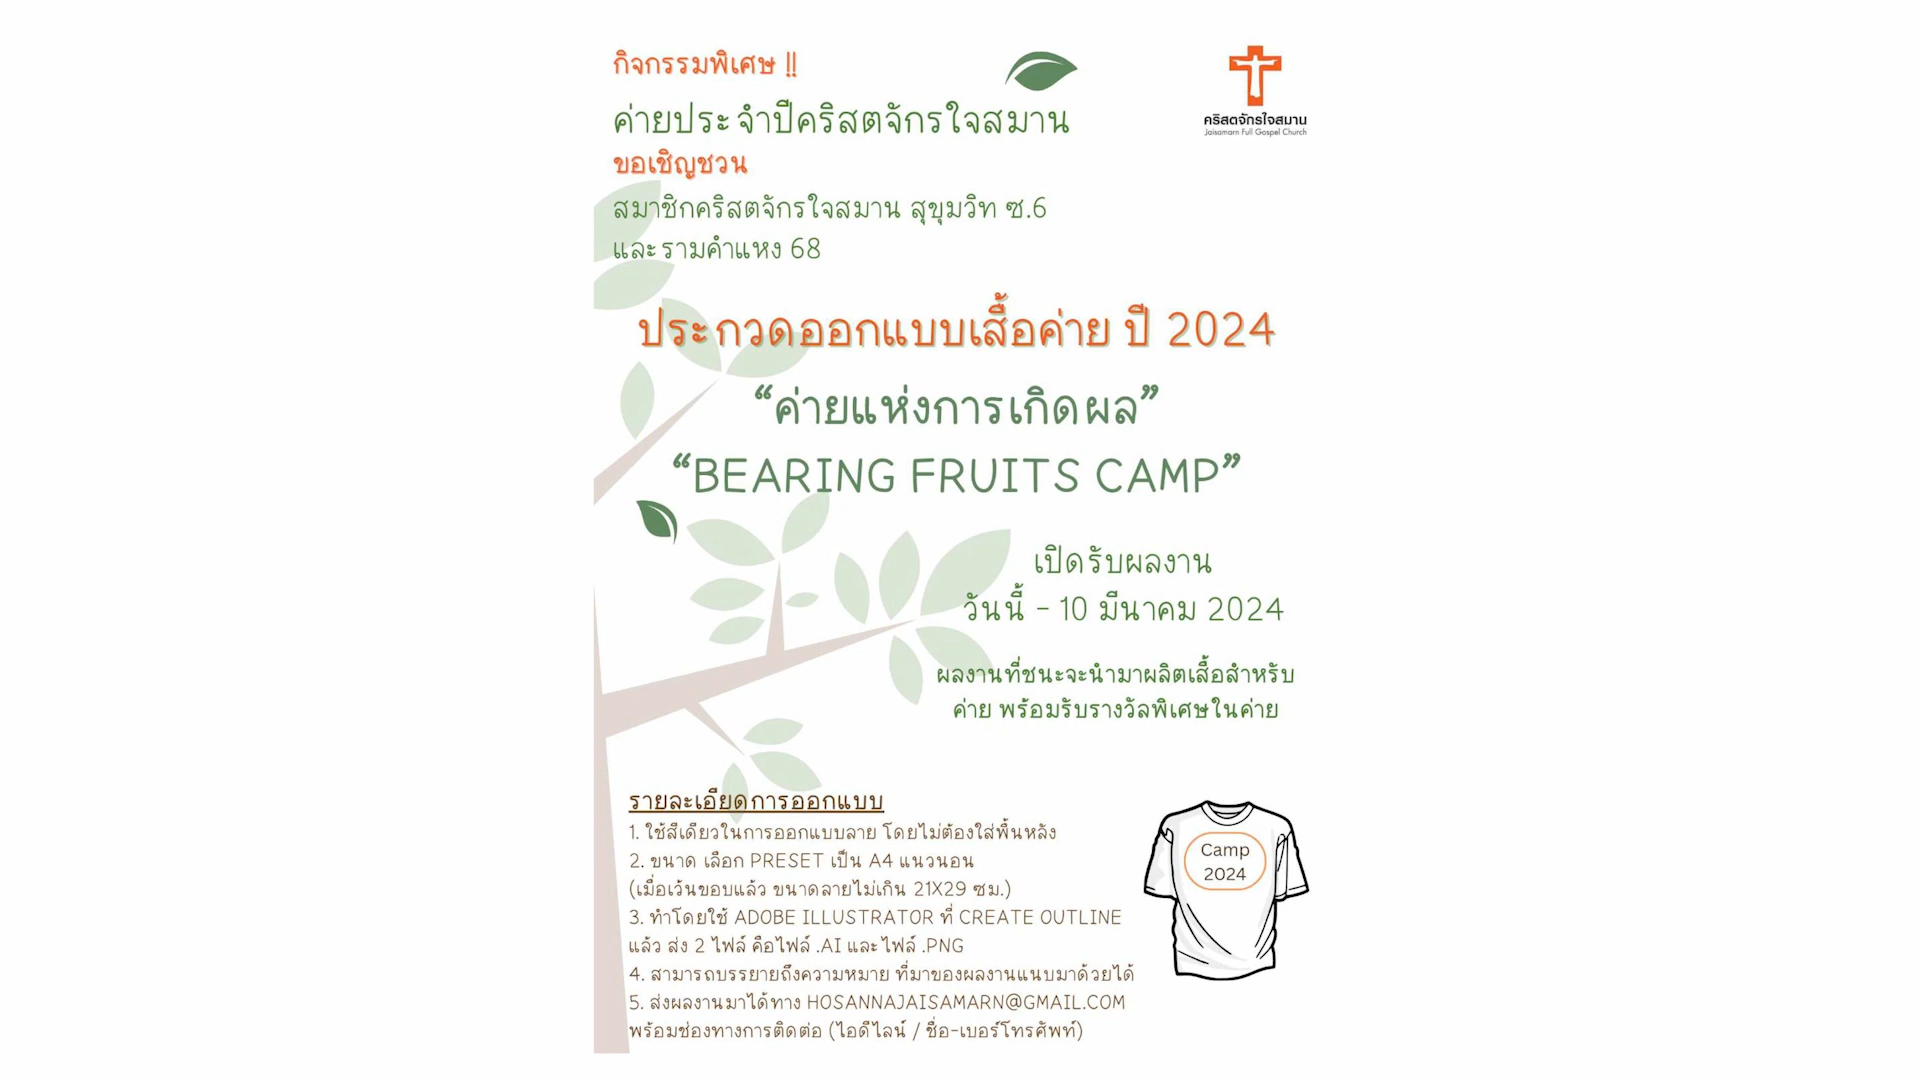 กิจกรรมพิเศษ !!
ค่ายประจำปีคริสตจักรใจสมาน
ขอเชิญชวน
สมาชิกคริสตจักรใจสมาน สุขุมวิท ซ.6
และรามคำแหง 68
คริสตจักรใจสมาน
Jaisamarn Full Gospel Church
ประกวดออกแบบเสื้อค่าย ปี 2024
“ค่ายแห่งการเกิดผล”
“BEARING FRUITS CAMP”
เปิดรับผลงาน
วันนี้ - 10 มีนาคม 2024
ผลงานที่ชนะจะนำมาผลิตเสื้อสำหรับ
ค่าย พร้อมรับรางวัลพิเศษในค่าย
รายละเอียดการออกแบบ
1. ใช้สีเดียวในการออกแบบลาย โดยไม่ต้องใส่พื้นหลัง
2. ขนาด เลือก PRESET เป็น A4 แนวนอน
(เมื่อเว้นขอบแล้ว ขนาดลายไม่เกิน 21X29 ซม.)
3. ทำโดยใช้ ADOBE ILLUSTRATOR ที่ CREATE OUTLINE
แล้ว ส่ง 2 ไฟล์ คือไฟล์ .AI และไฟล์ .PNG
4. สามารถบรรยายถึงความหมาย ที่มาของผลงานแนบมาด้วยได้
5. ส่งผลงานมาได้ทาง HOSANNAJAISAMARN@GMAIL.COM
พร้อมช่องทางการติดต่อ (ไอดีไลน์ / ชื่อ-เบอร์โทรศัพท์)
Camp
2024